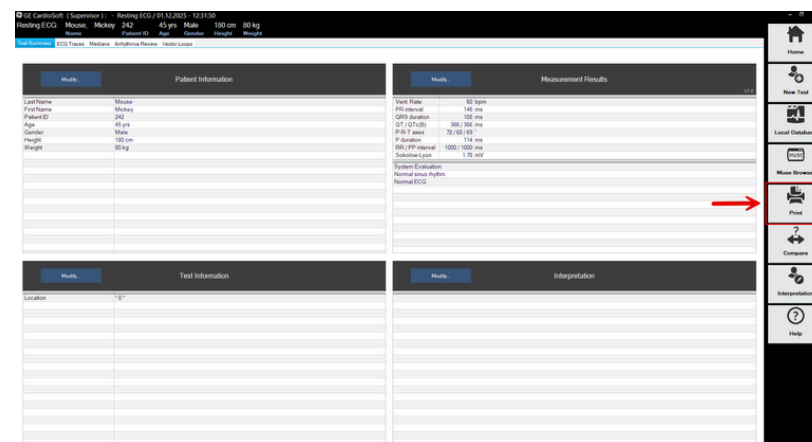 GE CardioSoft (Supervisor): - Resting ECG / 01.12.2025 - 12:31:50
Resting ECG: Mouse, Mickey 242 45 yrs Male 180 cm 80 kg
Name Patient ID Age Gender Height Weight
Test Summary ECG Traces Medians Arrhythmia Review Vector Loops
Modify.. Patient Information
Last Name Mouse
First Name Mickey
Patient ID 242
Age 45 yrs
Gender Male
Height 180 cm
Weight 80 kg
Modify.. Measurement Results
Vent. Rate 60 bpm
PR interval 146 ms
QRS duration 100 ms
QT / QTc(B) 366 / 366 ms
P-R-T axes 72 / 60 / 69 °
P duration 114 ms
RR / PP interval 1000 / 1000 ms
Sokolow-Lyon 1.78 mV
System Evaluation:
Normal sinus rhythm
Normal ECG
Modify.. Test Information
Location * 0 *
Modify.. Interpretation
Home
New Test
Local Databas
MUSE
Muse Browse
Print
Compare
Interpretation
Help